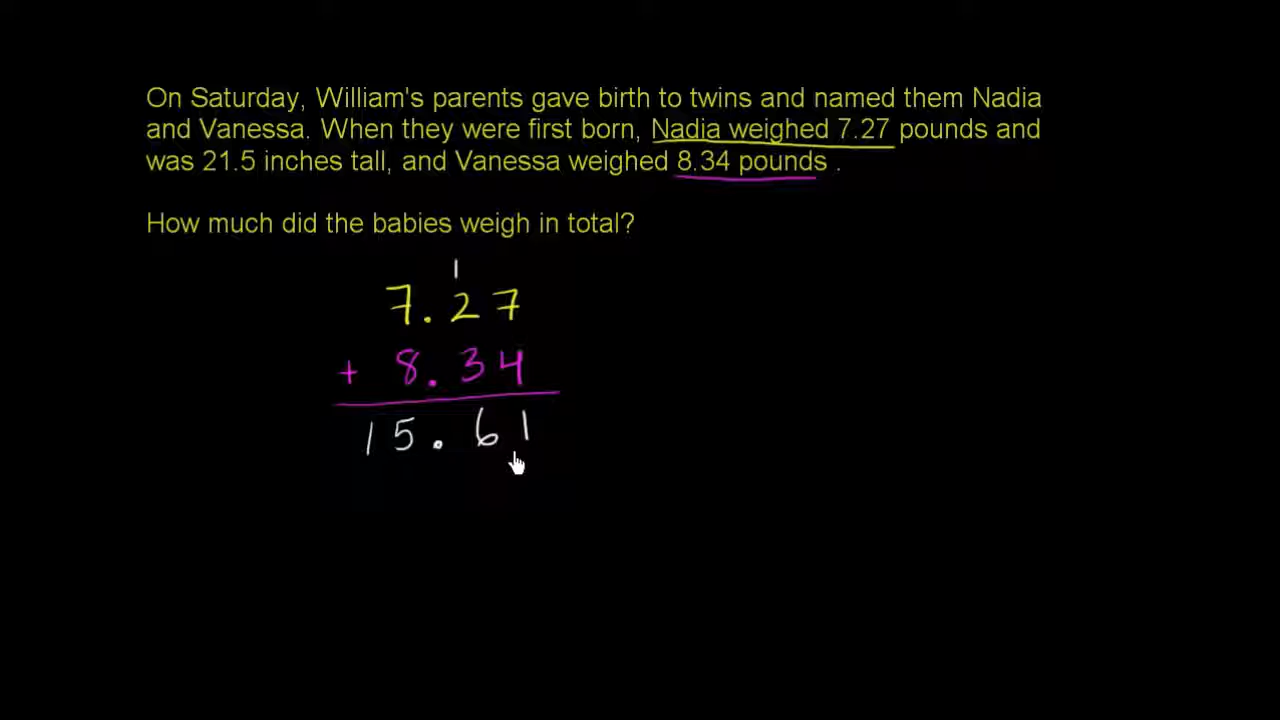 On Saturday, William's parents gave birth to twins and named them Nadia
and Vanessa. When they were first born, Nadia weighed 7.27 pounds and
was 21.5 inches tall, and Vanessa weighed 8.34 pounds .
How much did the babies weigh in total?
1
7.27
+ 8.34
15.61